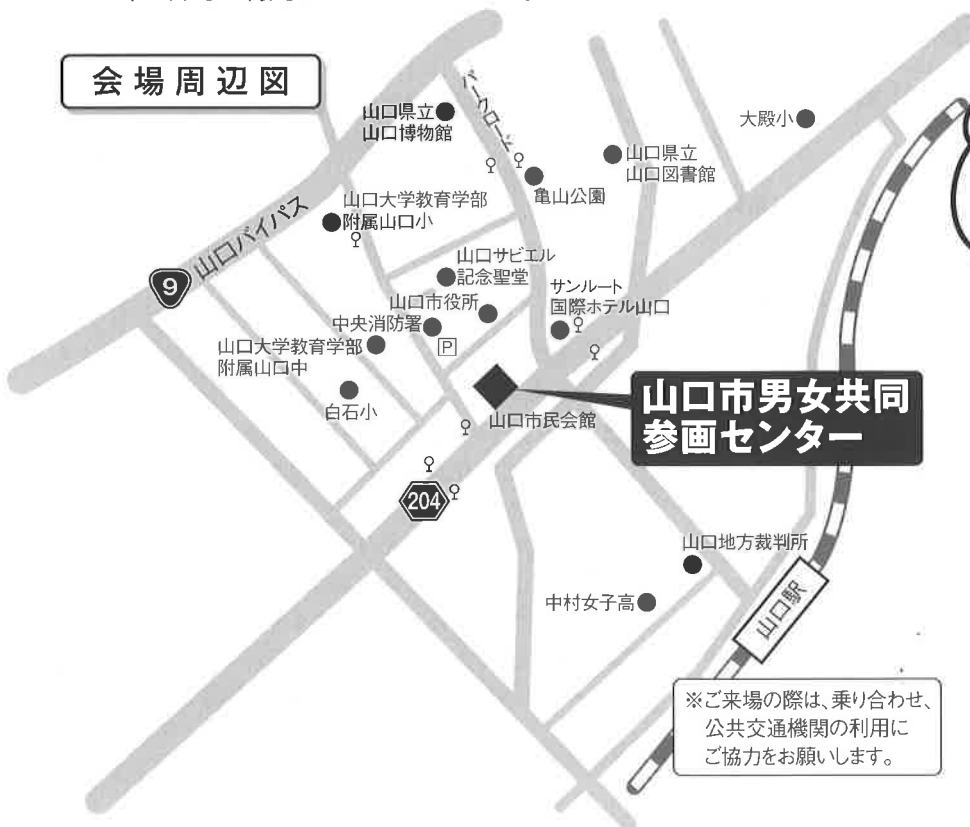 会場周辺図
山口県立
山口博物館
パークロード
大殿小
山口県立
山口図書館
亀山公園
山口大学教育学部
附属山口小
山口バイパス
9
山口サビエル
記念聖堂
サンルート
国際ホテル山口
山口市役所
中央消防署
P
山口大学教育学部
附属山口中
白石小
山口市民会館
山口市男女共同
参画センター
204
山口地方裁判所
中村女子高
山口駅
※ご来場の際は、乗り合わせ、
公共交通機関の利用に
ご協力をお願いします。